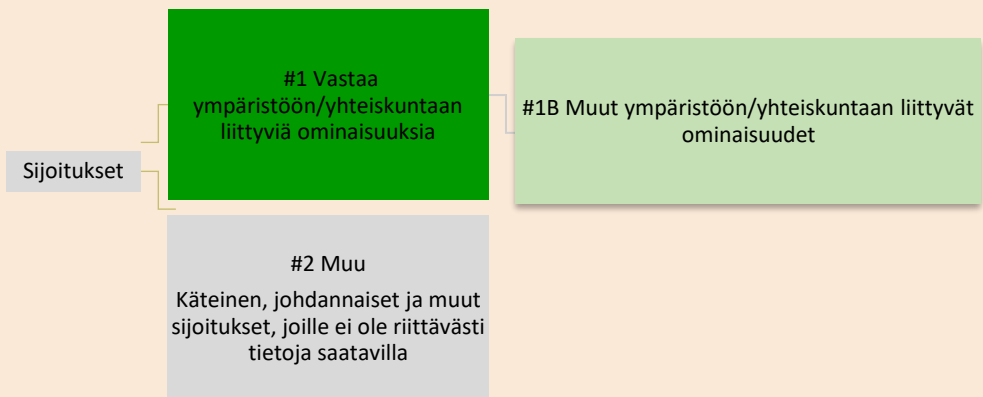 #1 Vastaa
ympäristöön/yhteiskuntaan
liittyviä ominaisuuksia
#1B Muut ympäristöön/yhteiskuntaan liittyvät
ominaisuudet
Sijoitukset
#2 Muu
Käteinen, johdannaiset ja muut
sijoitukset, joille ei ole riittävästi
tietoja saatavilla